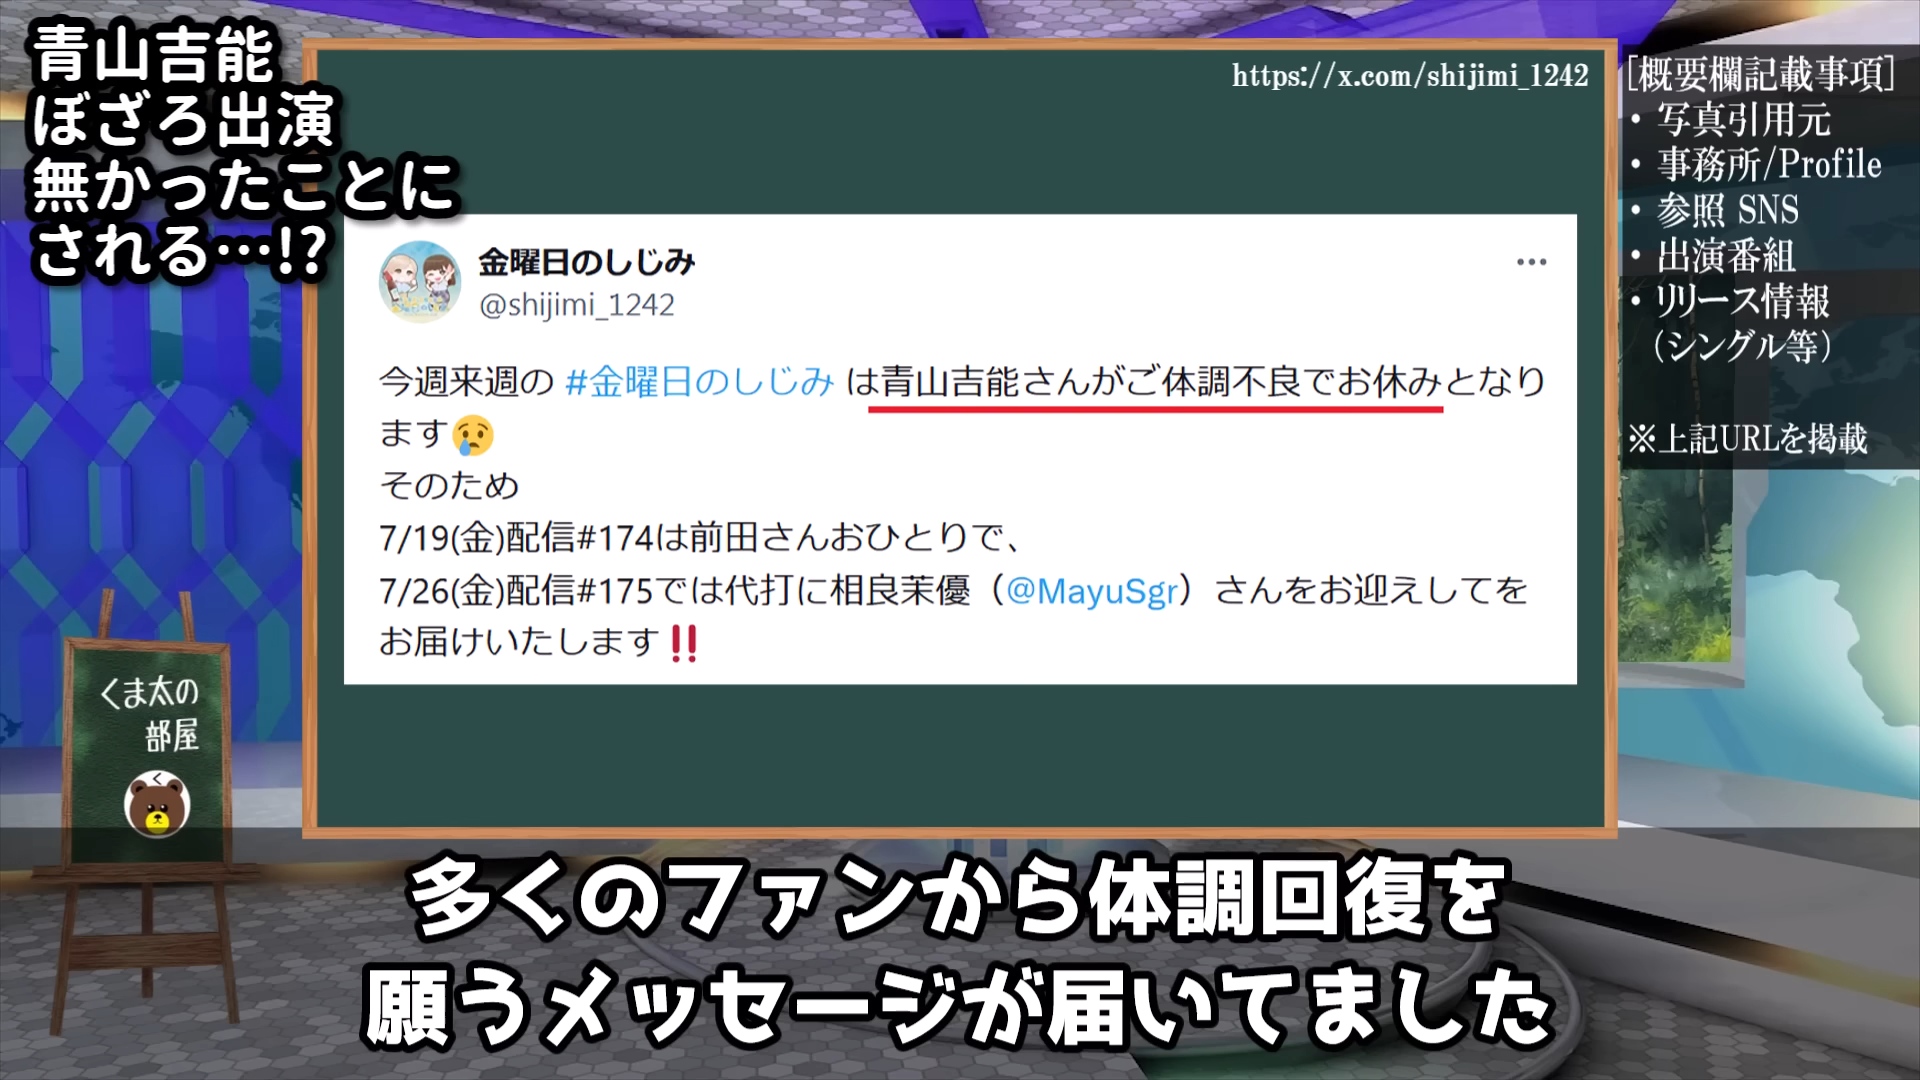 青山吉能
ぼざろ出演
無かったことに
される…!?
https://x.com/shijimi_1242
[概要欄記載事項]
・写真引用元
・事務所/Profile
・参照 SNS
・出演番組
・リリース情報
（シングル等）
※上記URLを掲載
金曜日のしじみ
@shijimi_1242
今週来週の #金曜日のしじみ は青山吉能さんがご体調不良でお休みとなり
ます😢
そのため
7/19(金)配信#174は前田さんおひとりで、
7/26(金)配信#175では代打に相良茉優（@MayuSgr）さんをお迎えしてを
お届けいたします‼️
くま太の
部屋
く
多くのファンから体調回復を
願うメッセージが届いてました